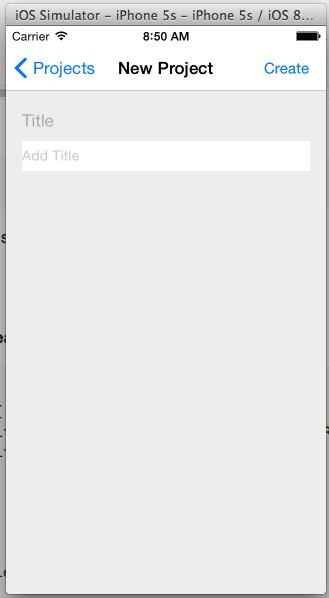 iOS Simulator - iPhone 5s - iPhone 5s / iOS 8...
Carrier 8:50 AM
Projects New Project Create
Title
Add Title